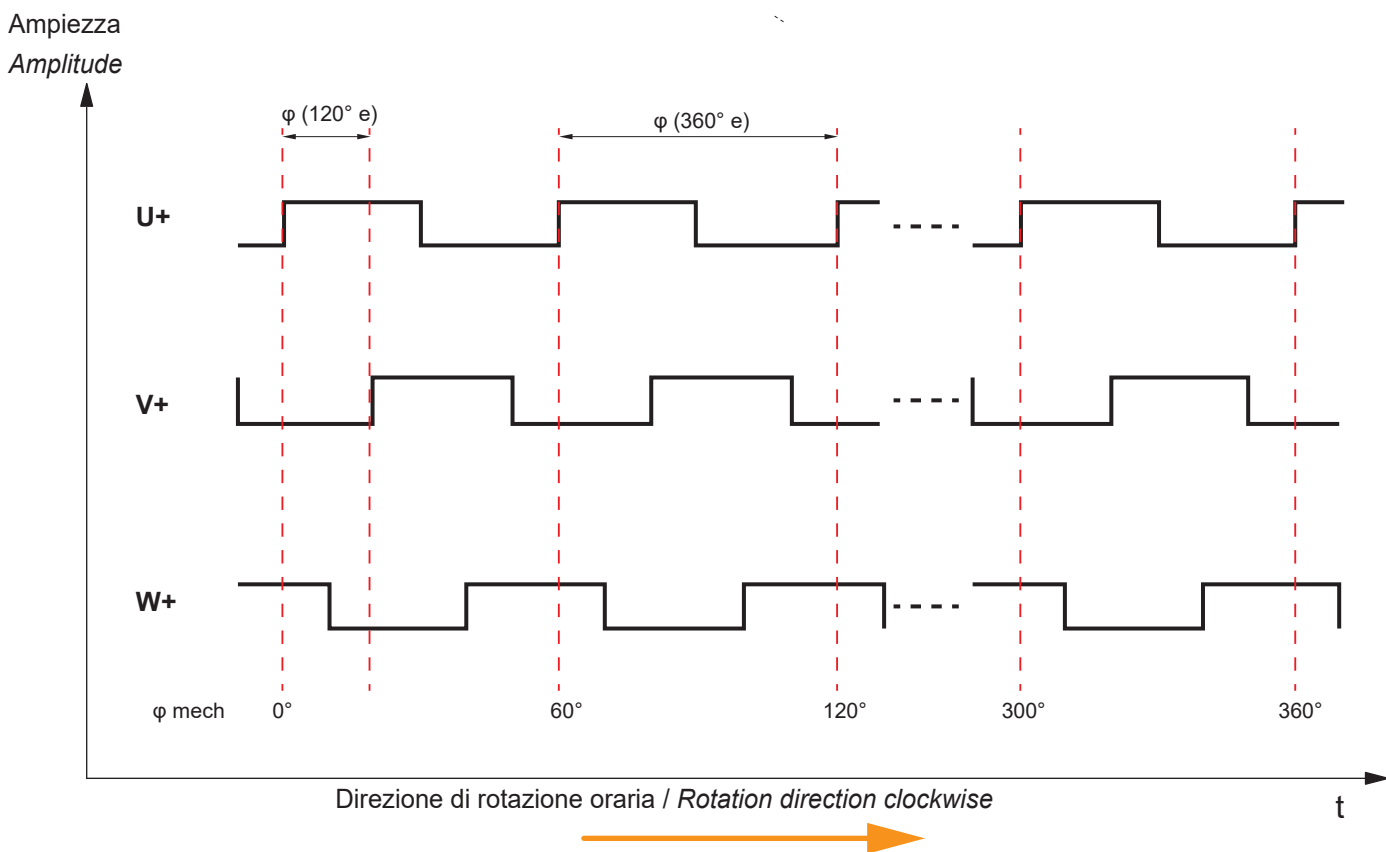 Ampiezza
Amplitude
φ (120° e)
φ (360° e)
U+
V+
W+
φ mech 0° 60° 120° 300° 360°
Direzione di rotazione oraria / Rotation direction clockwise
t